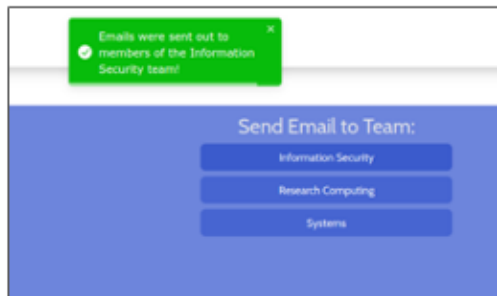 Emails were sent out to
members of the Information
Security team!
Send Email to Team:
Information Security
Research Computing
Systems